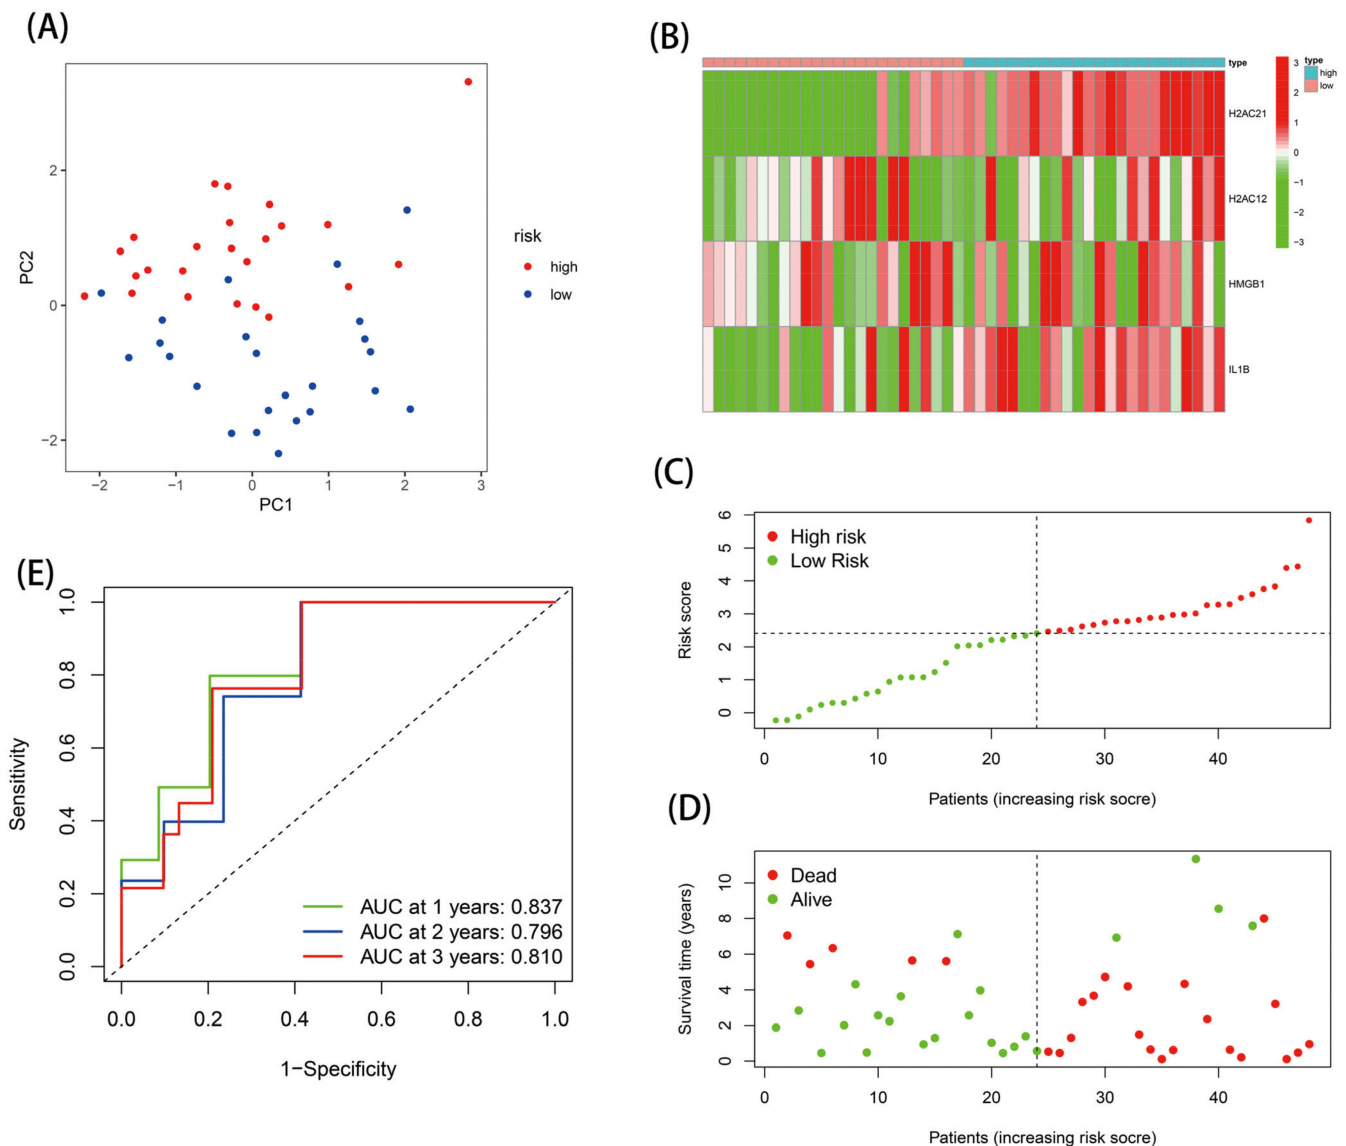 (A)
PC2
2
0
−2
−2
−1
0
1
2
3
PC1
risk
high
low
(B)
type
H2AC21
H2AC12
HMGB1
IL1B
3
2
1
0
−1
−2
−3
type
high
low
(C)
High risk
Low Risk
Risk score
6
5
4
3
2
1
0
0
10
20
30
40
Patients (increasing risk socre)
(D)
Dead
Alive
Survival time (years)
10
8
6
4
2
0
0
10
20
30
40
Patients (increasing risk socre)
(E)
Sensitivity
1.0
0.8
0.6
0.4
0.2
0.0
AUC at 1 years: 0.837
AUC at 2 years: 0.796
AUC at 3 years: 0.810
0.0
0.2
0.4
0.6
0.8
1.0
1−Specificity